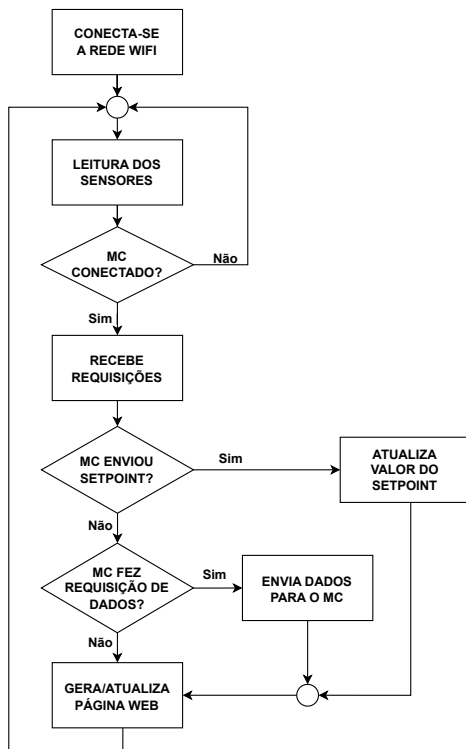 CONECTA-SE
A REDE WIFI
LEITURA DOS
SENSORES
MC
CONECTADO?
Não
Sim
RECEBE
REQUISIÇÕES
MC ENVIOU
SETPOINT?
Sim
ATUALIZA
VALOR DO
SETPOINT
Não
MC FEZ
REQUISIÇÃO DE
DADOS?
Sim
ENVIA DADOS
PARA O MC
Não
GERA/ATUALIZA
PÁGINA WEB